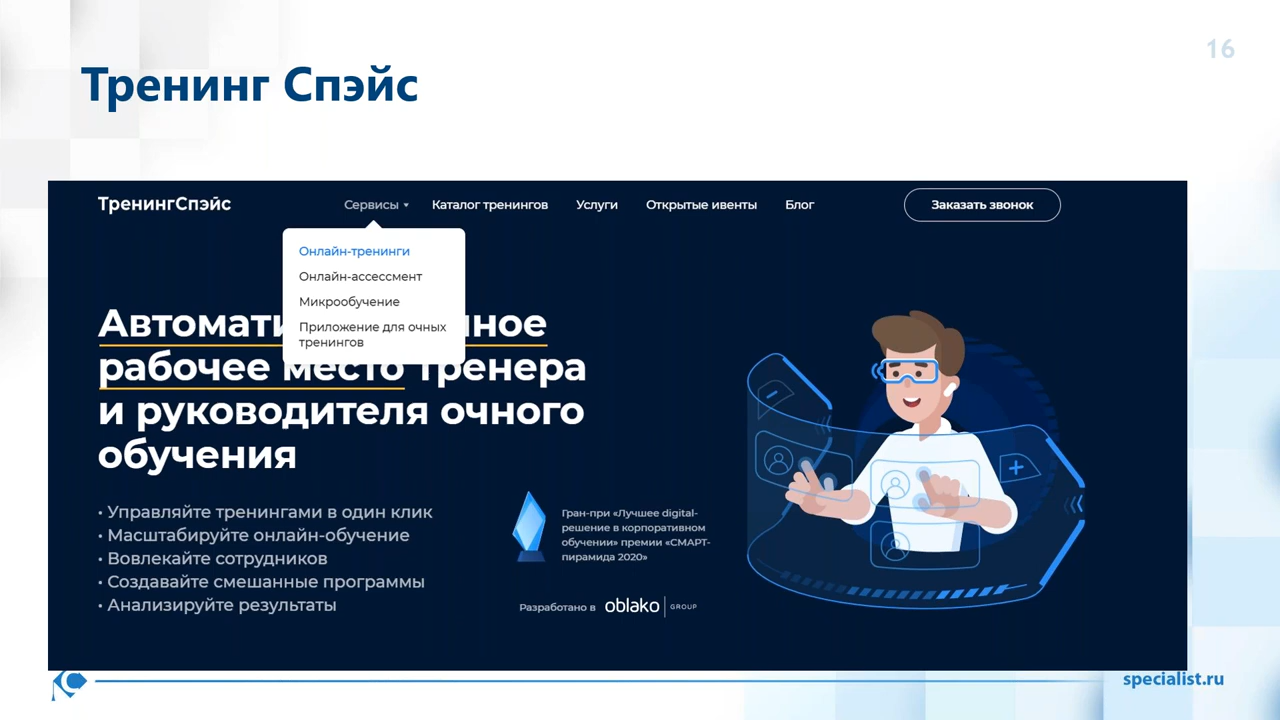 16
Тренинг Спэйс
ТренингСпэйс
Сервисы
Каталог тренингов
Услуги
Открытые ивенты
Блог
Заказать звонок
Онлайн-тренинги
Онлайн-ассессмент
Микрообучение
Приложение для очных
тренингов
рабочее место тренера
и руководителя очного
обучения
• Управляйте тренингами в один клик
• Масштабируйте онлайн-обучение
• Вовлекайте сотрудников
• Создавайте смешанные программы
• Анализируйте результаты
Гран-при «Лучшее digital-
решение в корпоративном
обучении» премии «СМАРТ-
пирамида 2020»
Разработано в oblako GROUP
specialist.ru